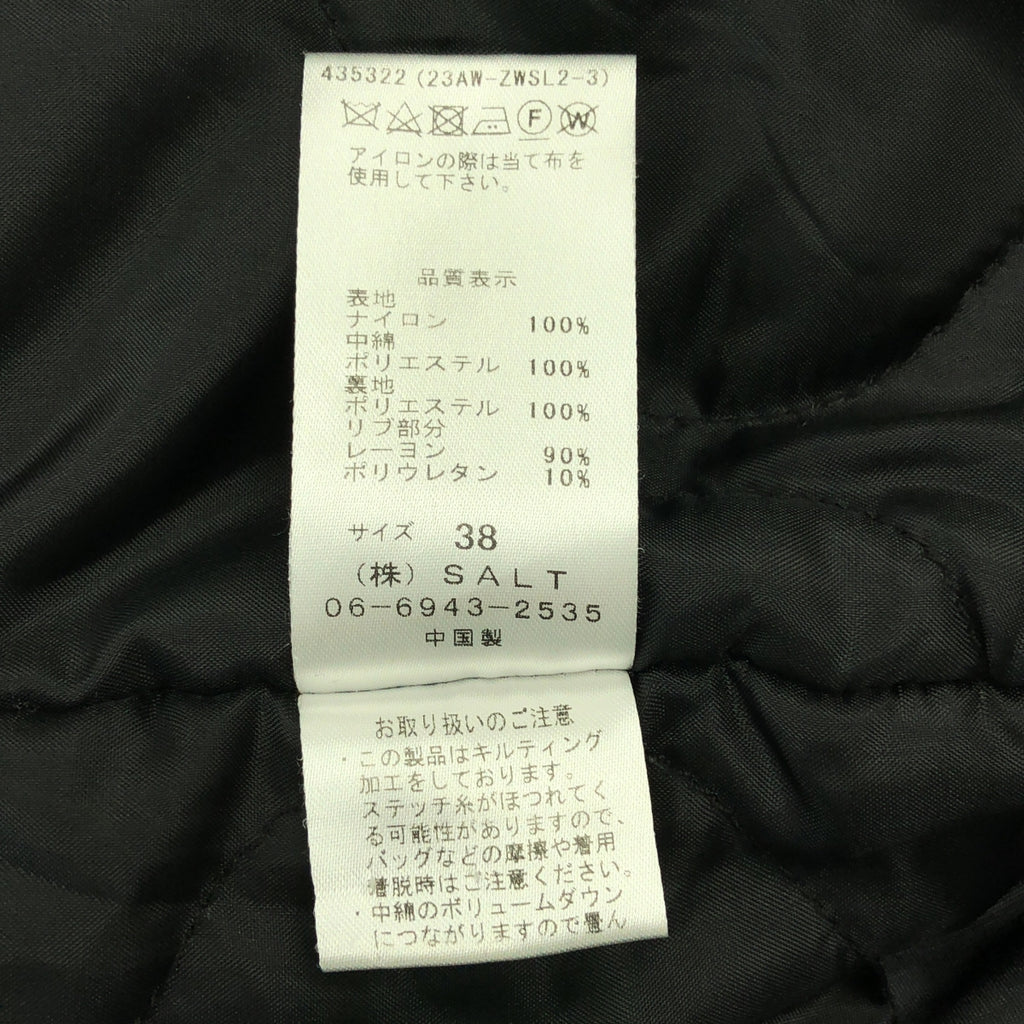 435322 (23AW-ZWSL2-3)
F W
アイロンの際は当て布を
使用して下さい。
品質表示
表地
ナイロン 100%
中綿
ポリエステル 100%
裏地
ポリエステル 100%
リブ部分
レーヨン 90%
ポリウレタン 10%
サイズ 38
(株) SALT
06-6943-2535
中国製
お取り扱いのご注意
・この製品はキルティング
加工をしております。
ステッチ糸がほつれてく
る可能性がありますので、
バッグなどの摩擦や着用
着脱時はご注意ください。
・中綿のボリュームダウン
につながりますので畳ん